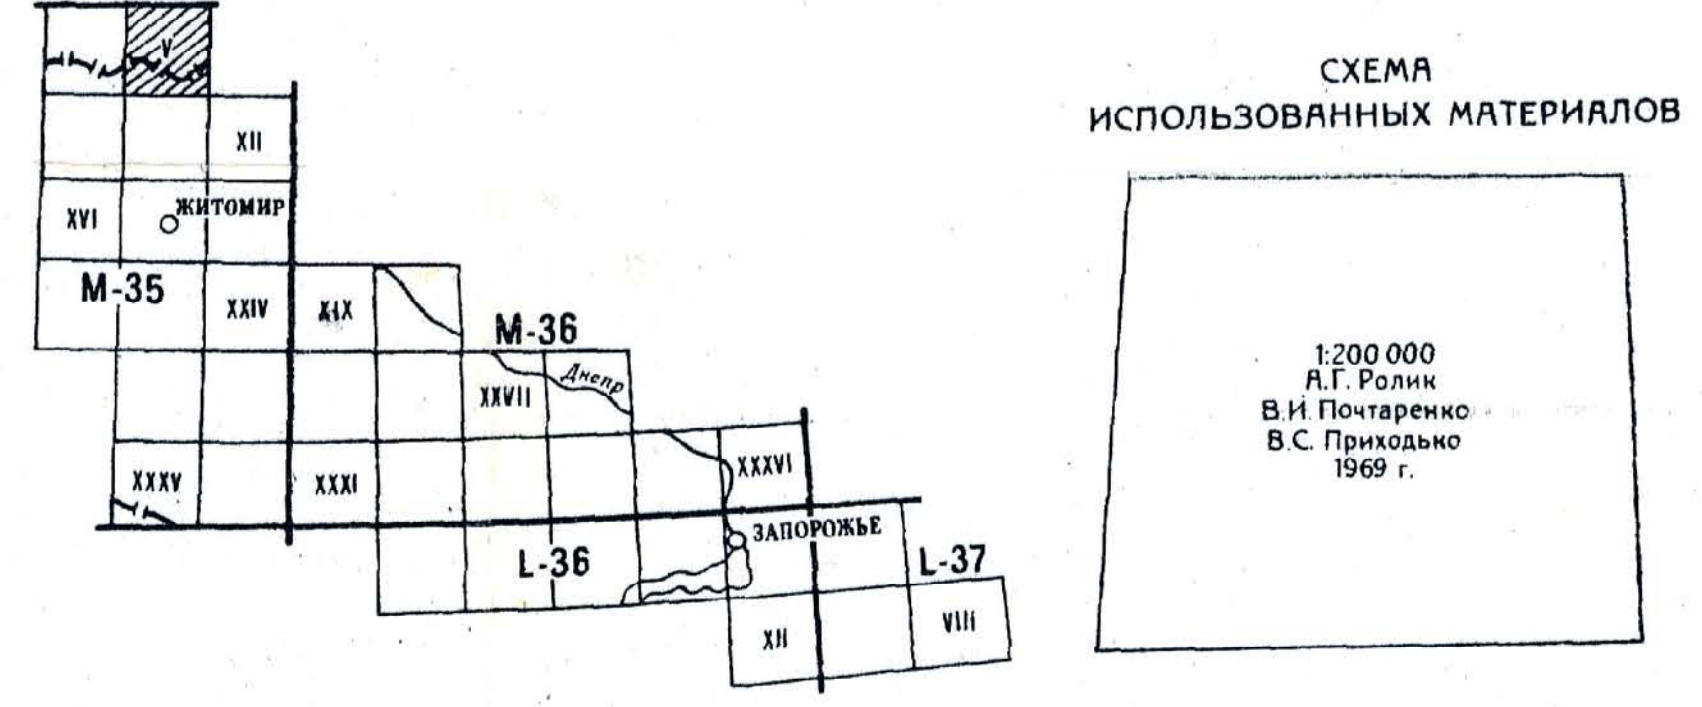 V
XII
XVI
ЖИТОМИР
М-35
XXIV
XIX
М-36
XXVII
Днепр
XXXV
XXXI
XXXVI
ЗАПОРОЖЬЕ
L-36
L-37
XII
VIII
СХЕМА
ИСПОЛЬЗОВАННЫХ МАТЕРИАЛОВ
1:200 000
А.Г. Ролик
В.И. Почтаренко
В.С. Приходько
1969 г.